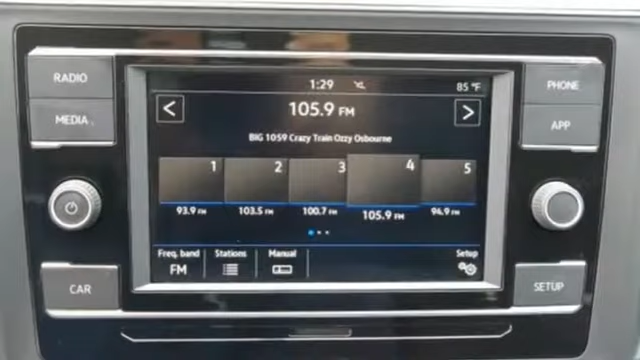 RADIO
MEDIA
CAR
1:29
85 °F
<
105.9 FM
>
BIG 1059 Crazy Train Ozzy Osbourne
1 2 3 4 5
93.9 FM 103.5 FM 100.7 FM 105.9 FM 94.9 FM
Freq. band Stations Manual Setup
FM
PHONE
APP
SETUP